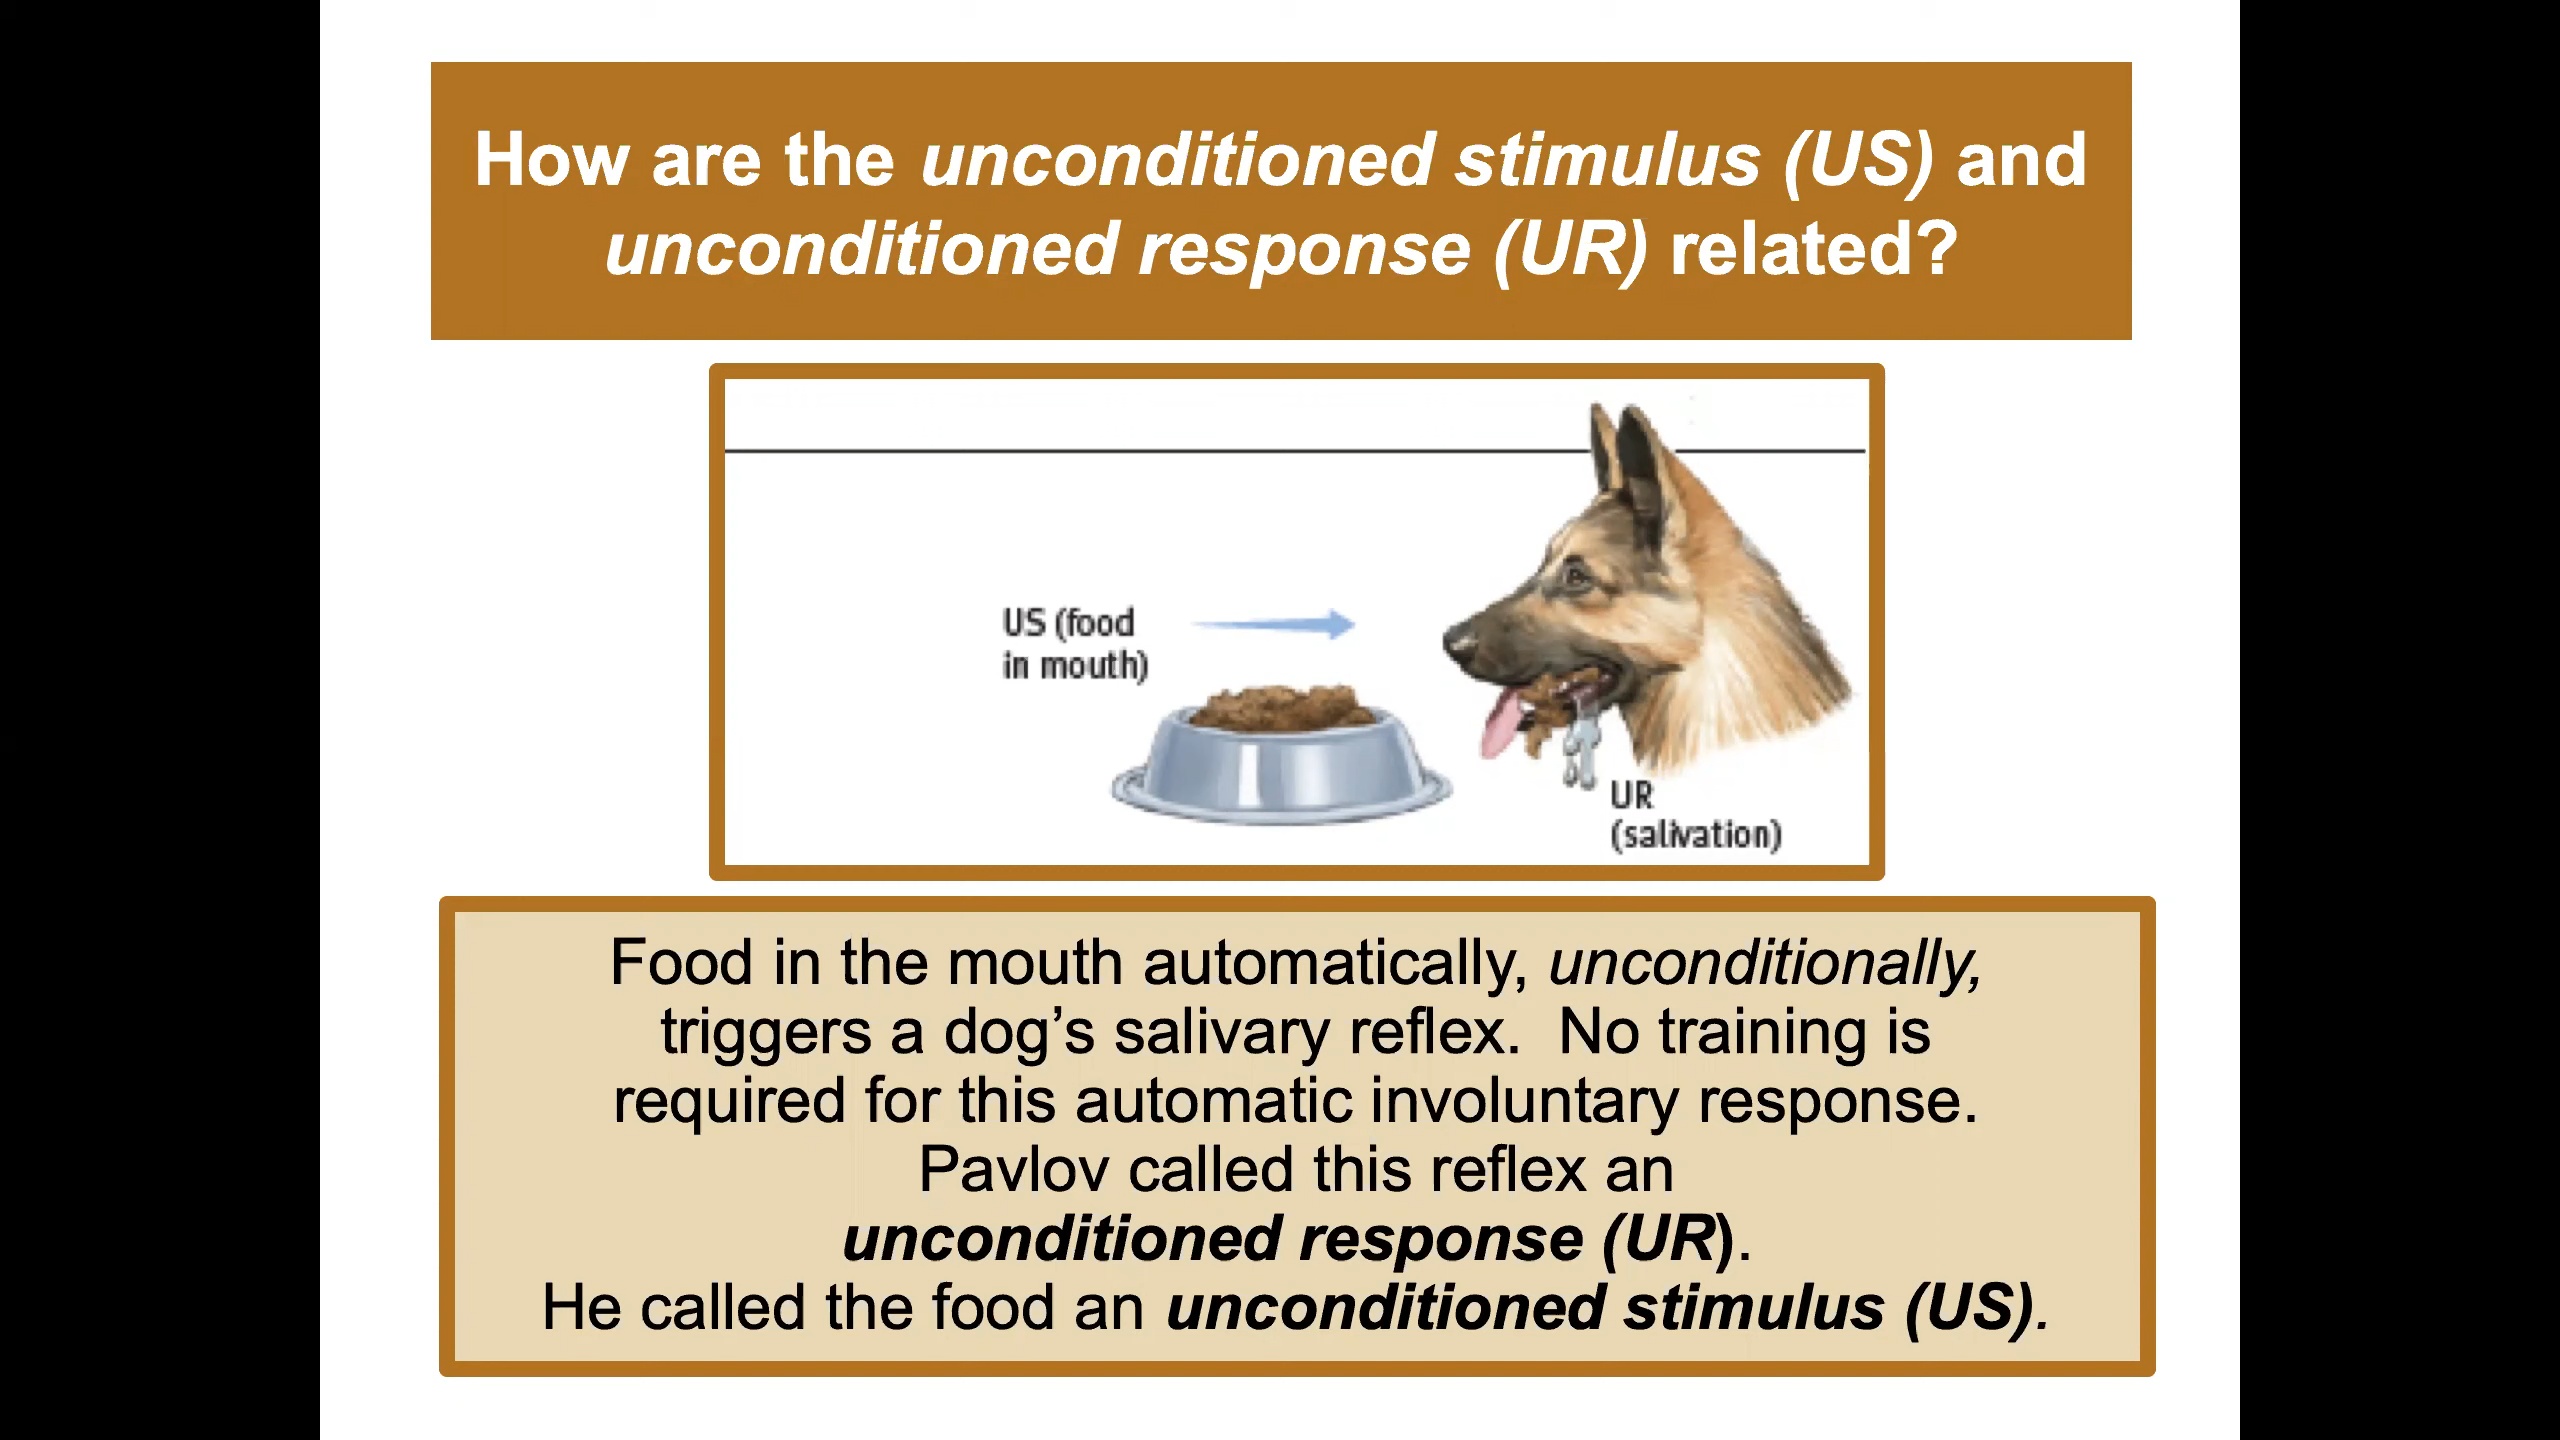 How are the unconditioned stimulus (US) and
unconditioned response (UR) related?
US (food
in mouth)
UR
(salivation)
Food in the mouth automatically, unconditionally,
triggers a dog’s salivary reflex.  No training is
required for this automatic involuntary response.
Pavlov called this reflex an
unconditioned response (UR).
He called the food an unconditioned stimulus (US).